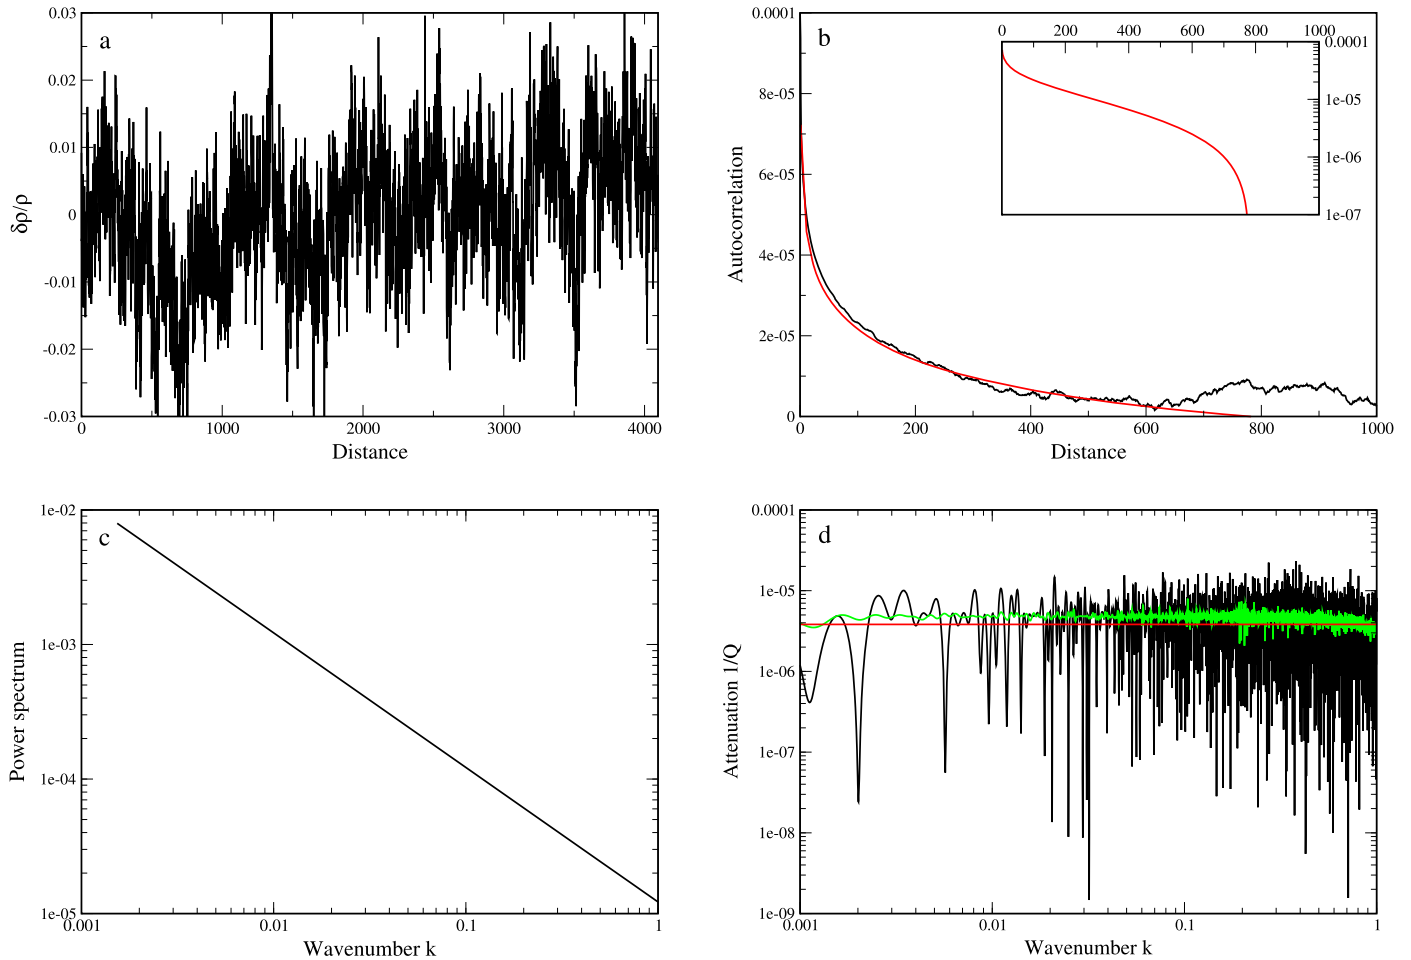 a
0.03
0.02
0.01
0
-0.01
-0.02
-0.03
δρ/ρ
0 1000 2000 3000 4000
Distance
b
0.0001
8e-05
6e-05
4e-05
2e-05
0
Autocorrelation
0 200 400 600 800 1000
Distance
0 200 400 600 800 1000
0.0001
1e-05
1e-06
1e-07
c
1e-02
1e-03
1e-04
1e-05
Power spectrum
0.001 0.01 0.1 1
Wavenumber k
d
0.0001
1e-05
1e-06
1e-07
1e-08
1e-09
Attenuation 1/Q
0.001 0.01 0.1 1
Wavenumber k